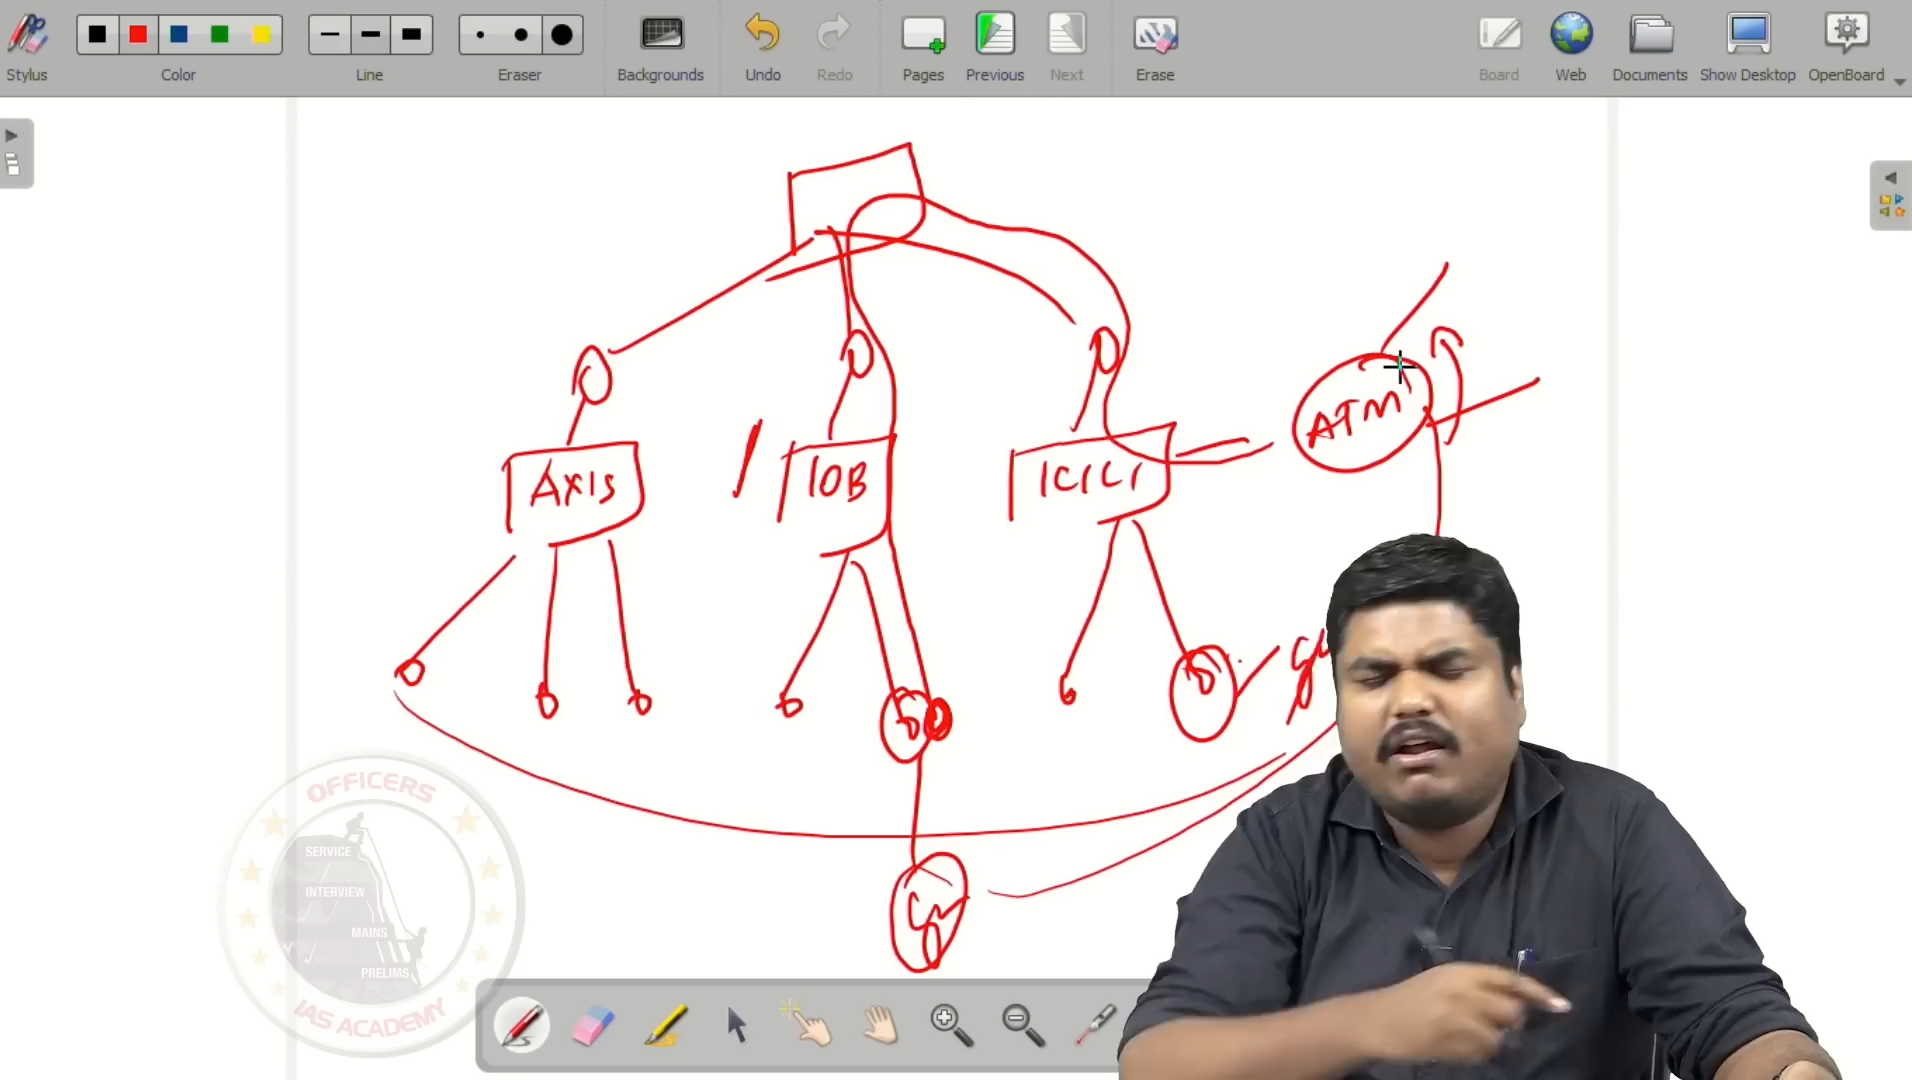 Stylus
Color
Line
Eraser
Backgrounds
Undo
Redo
Pages
Previous
Next
Erase
Board
Web
Documents
Show Desktop
OpenBoard
ATM
AXIS
IOB
ICICI
OFFICERS
SERVICE
INTERVIEW
MAINS
PRELIMS
IAS ACADEMY